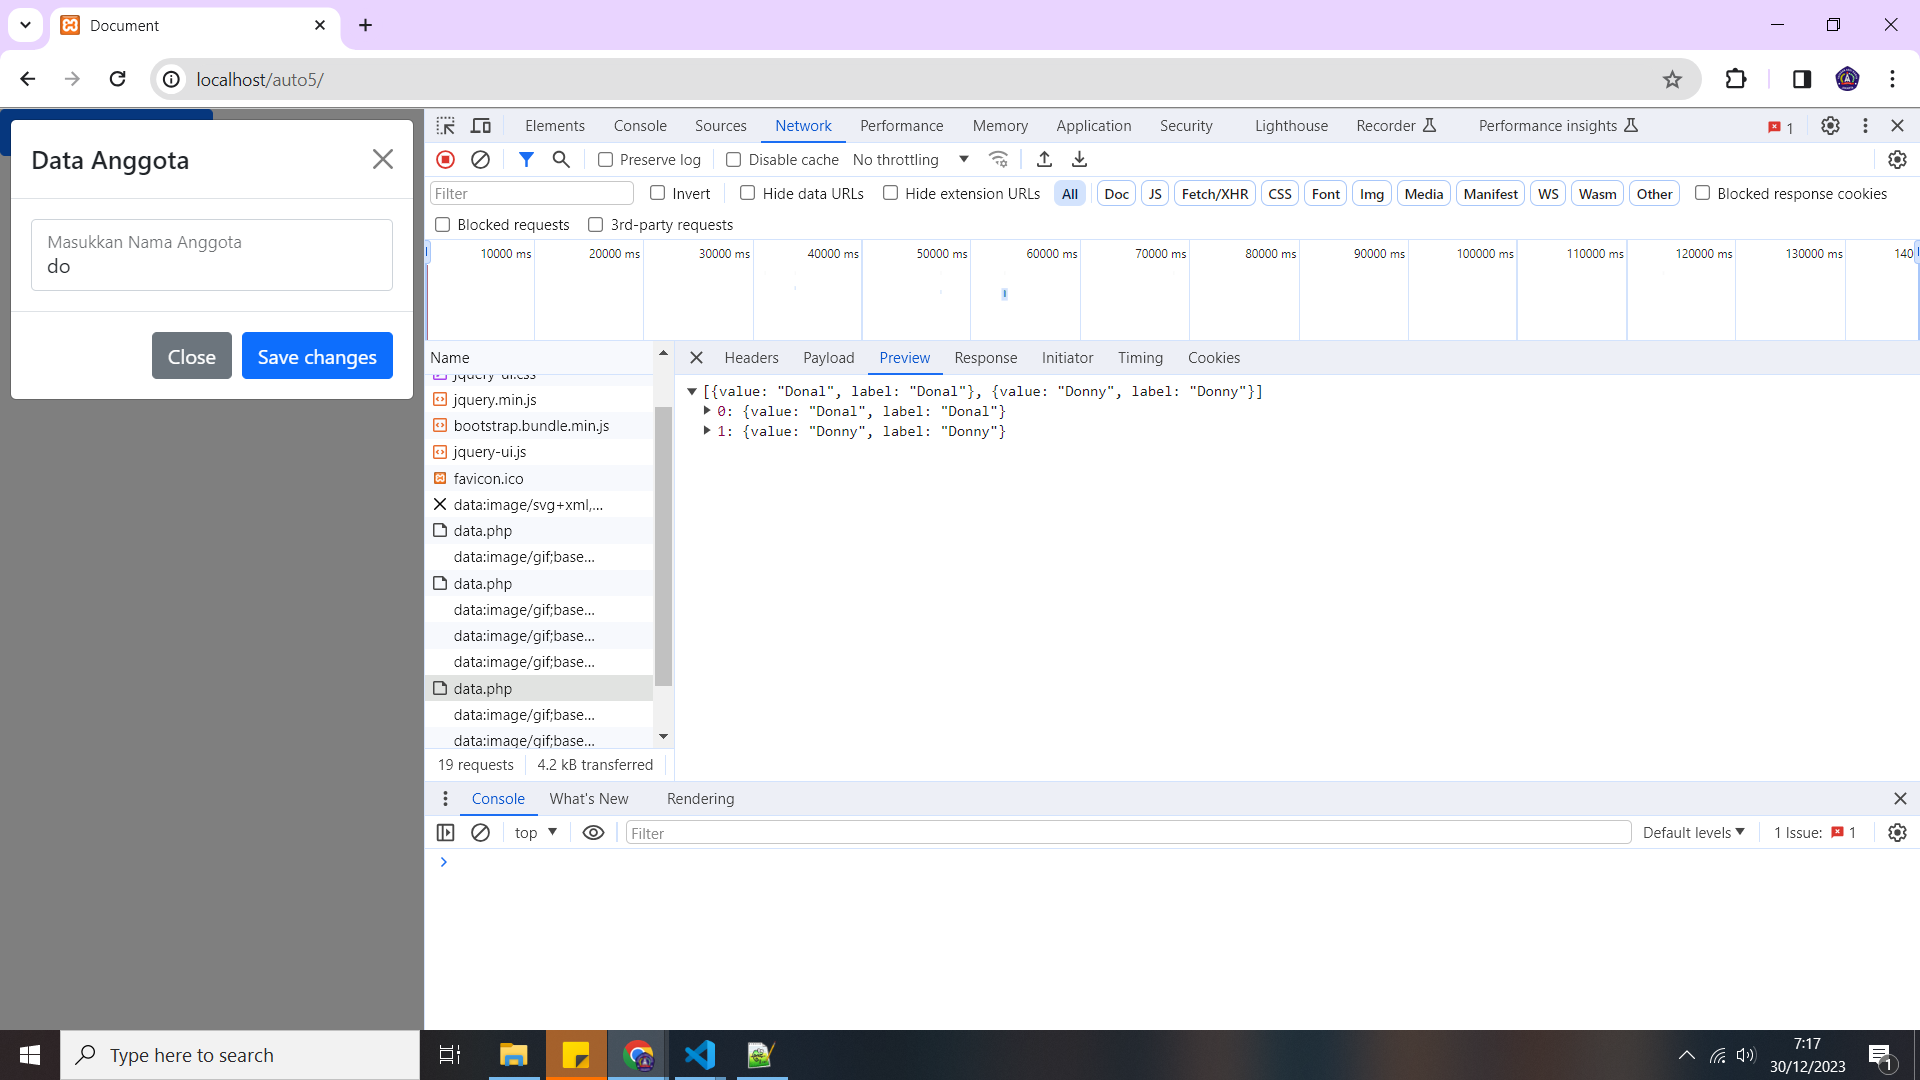 Document
localhost/auto5/
Data Anggota
Masukkan Nama Anggota
do
Close
Save changes
Elements
Console
Sources
Network
Performance
Memory
Application
Security
Lighthouse
Recorder
Performance insights
1
Preserve log
Disable cache
No throttling
Filter
Invert
Hide data URLs
Hide extension URLs
All
Doc
JS
Fetch/XHR
CSS
Font
Img
Media
Manifest
WS
Wasm
Other
Blocked response cookies
Blocked requests
3rd-party requests
10000 ms
20000 ms
30000 ms
40000 ms
50000 ms
60000 ms
70000 ms
80000 ms
90000 ms
100000 ms
110000 ms
120000 ms
130000 ms
140
Name
jquery-ui.css
jquery.min.js
bootstrap.bundle.min.js
jquery-ui.js
favicon.ico
data:image/svg+xml,...
data.php
data:image/gif;base...
data.php
data:image/gif;base...
data:image/gif;base...
data:image/gif;base...
data.php
data:image/gif;base...
data:image/gif;base...
19 requests
4.2 kB transferred
Headers
Payload
Preview
Response
Initiator
Timing
Cookies
[{value: "Donal", label: "Donal"}, {value: "Donny", label: "Donny"}]
0: {value: "Donal", label: "Donal"}
1: {value: "Donny", label: "Donny"}
Console
What's New
Rendering
top
Filter
Default levels
1 Issue:
1
Type here to search
7:17
30/12/2023
1